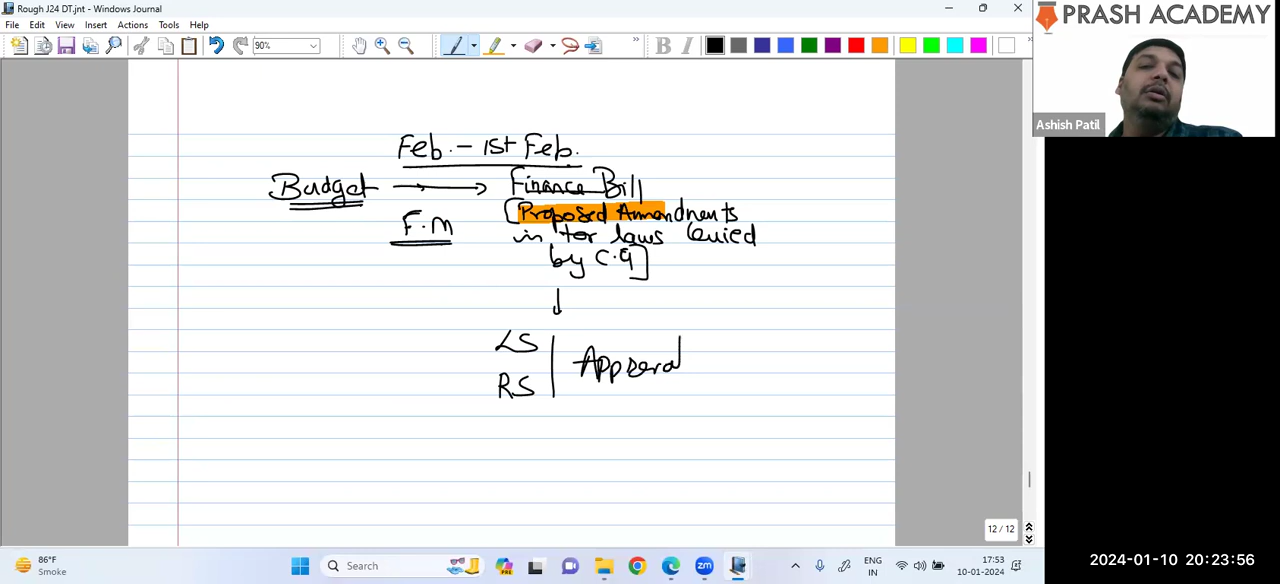 Rough J24 DT.jnt - Windows Journal
PRASH ACADEMY
File Edit View Insert Actions Tools Help
90%
B I
Ashish Patil
Feb. - 1st Feb.
Budget → Finance Bill
F.M [Proposed Amendments
in tax laws levied
by C.G]
↓
LS
Approval
RS
12 / 12
86°F
Smoke
Search
PRE
zm
ENG
IN
17:53
10-01-2024
2024-01-10 20:23:56